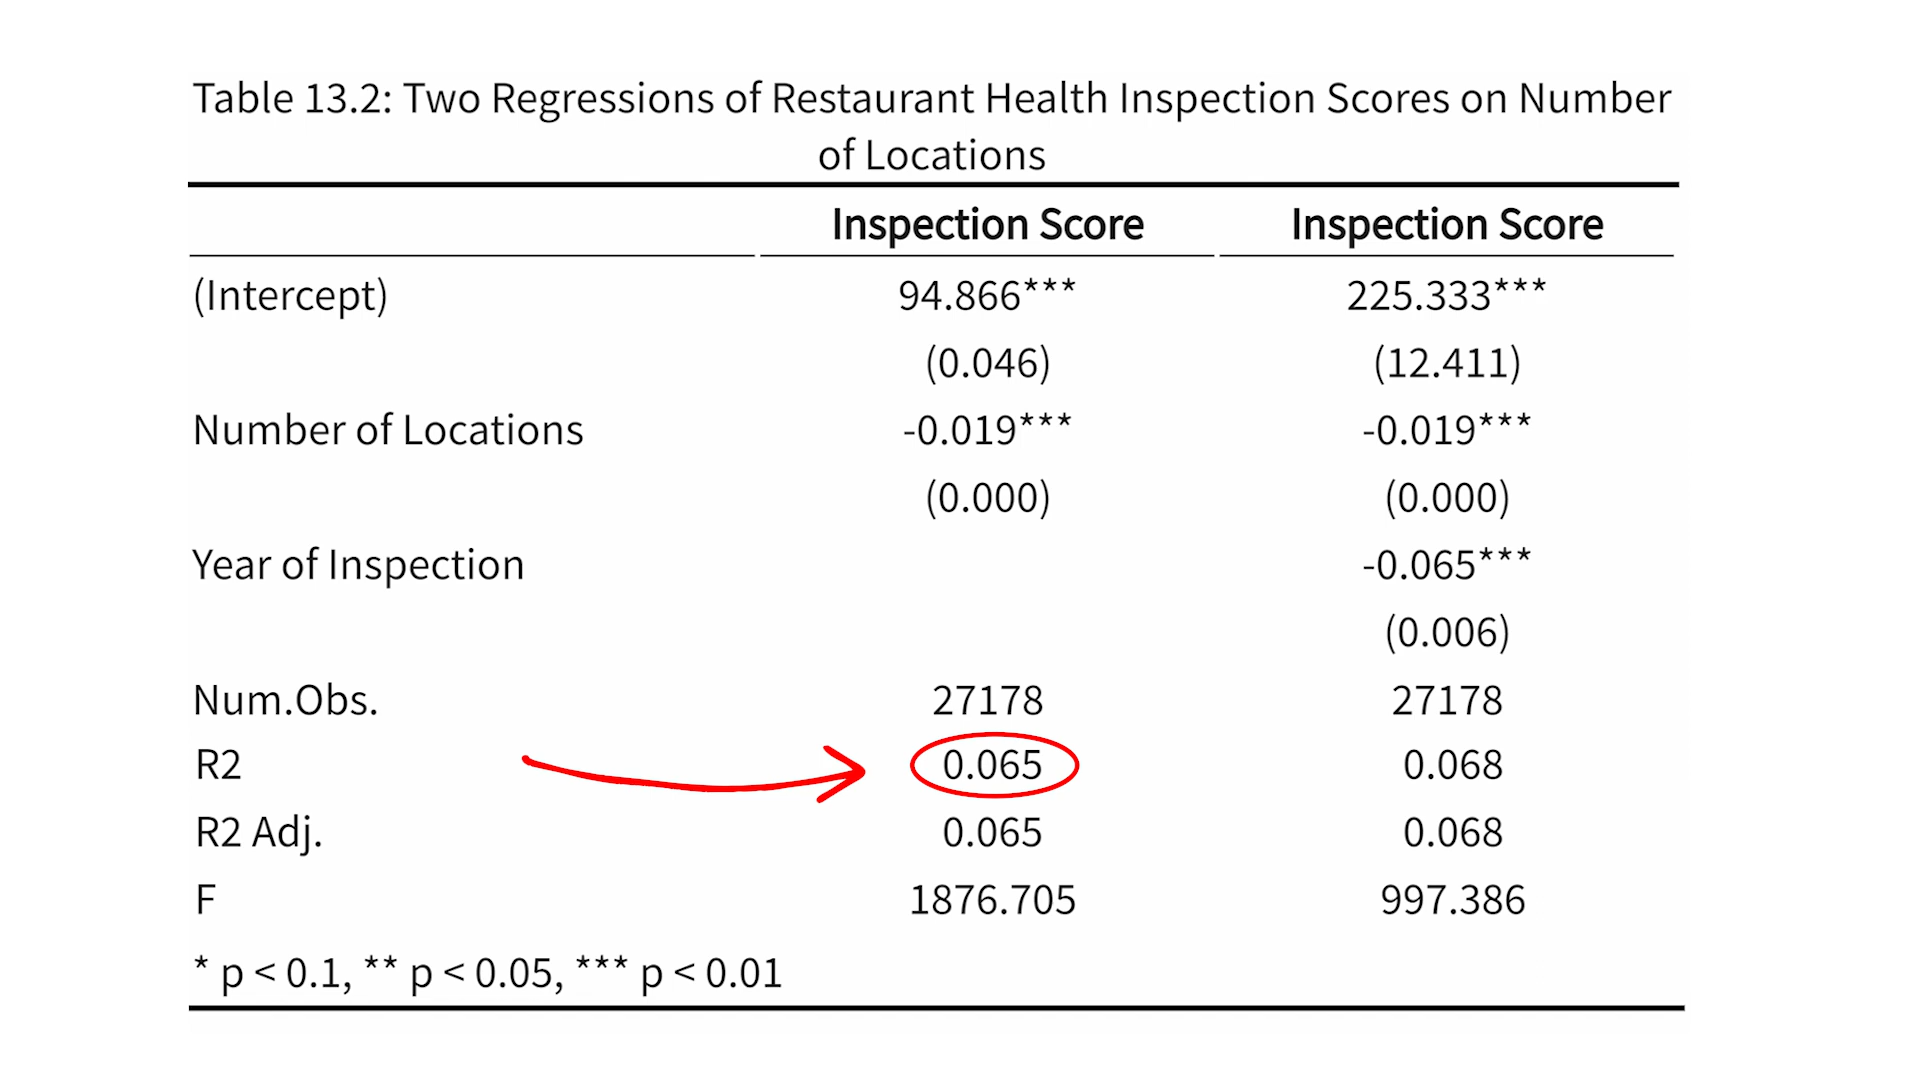 Table 13.2: Two Regressions of Restaurant Health Inspection Scores on Number
of Locations
Inspection Score Inspection Score
(Intercept) 94.866*** 225.333***
(0.046) (12.411)
Number of Locations -0.019*** -0.019***
(0.000) (0.000)
Year of Inspection -0.065***
(0.006)
Num.Obs. 27178 27178
R2 0.065 0.068
R2 Adj. 0.065 0.068
F 1876.705 997.386
* p < 0.1, ** p < 0.05, *** p < 0.01